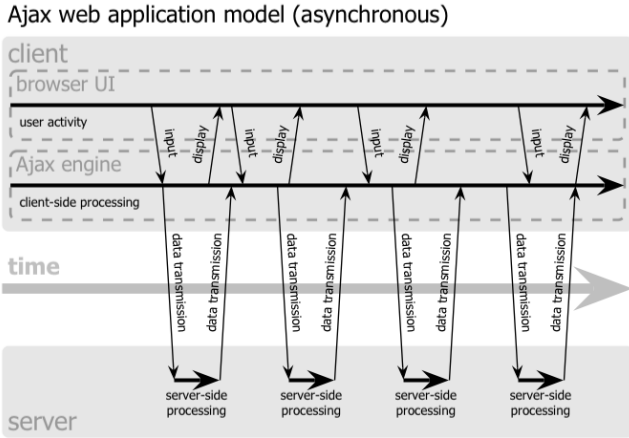 Ajax web application model (asynchronous)
client
browser UI
user activity
input
display
input
display
input
display
input
display
Ajax engine
client-side processing
data transmission
data transmission
data transmission
data transmission
data transmission
data transmission
data transmission
data transmission
time
server-side
processing
server-side
processing
server-side
processing
server-side
processing
server